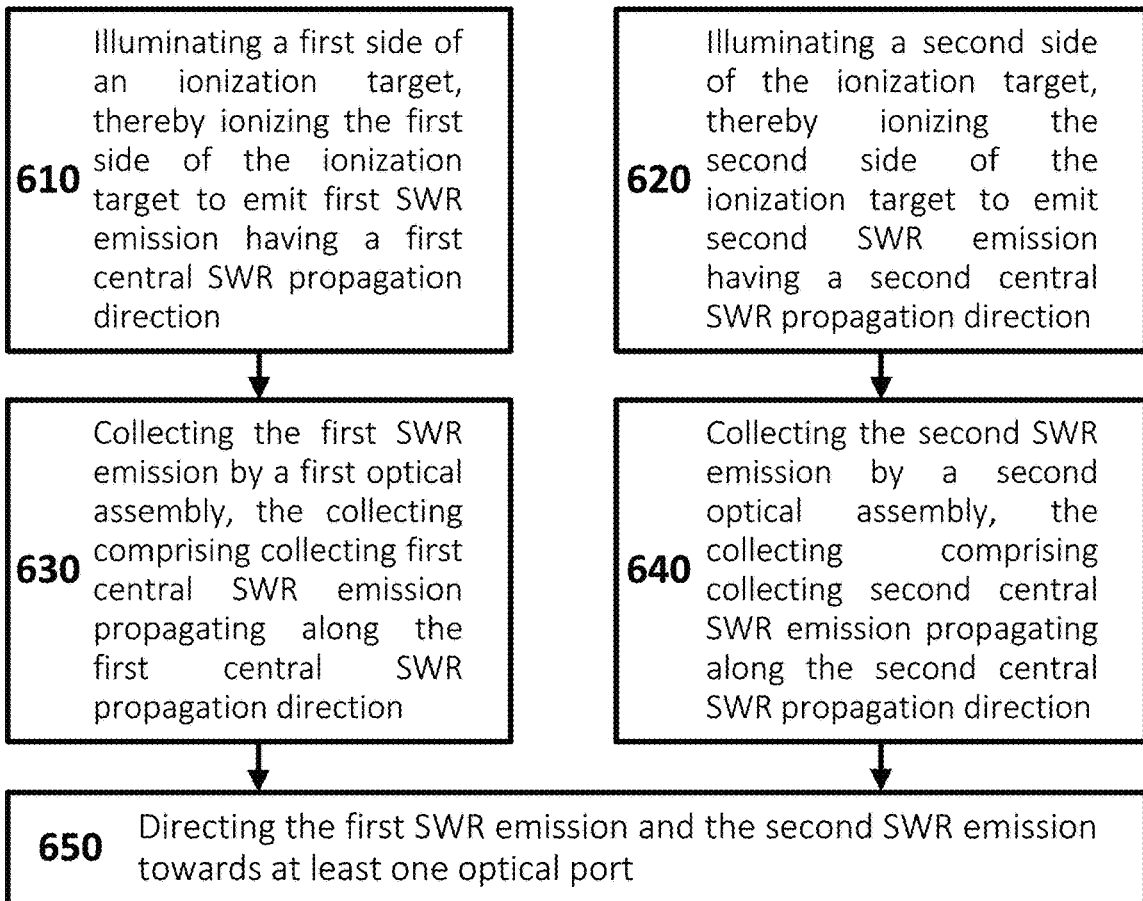 610
Illuminating a first side of
an ionization target,
thereby ionizing the first
side of the ionization
target to emit first SWR
emission having a first
central SWR propagation
direction
620
Illuminating a second side
of the ionization target,
thereby ionizing the
second side of the
ionization target to emit
second SWR emission
having a second central
SWR propagation direction
630
Collecting the first SWR
emission by a first optical
assembly, the collecting
comprising collecting first
central SWR emission
propagating along the
first central SWR
propagation direction
640
Collecting the second SWR
emission by a second
optical assembly, the
collecting comprising
collecting second central
SWR emission propagating
along the second central
SWR propagation direction
650
Directing the first SWR emission and the second SWR emission
towards at least one optical port